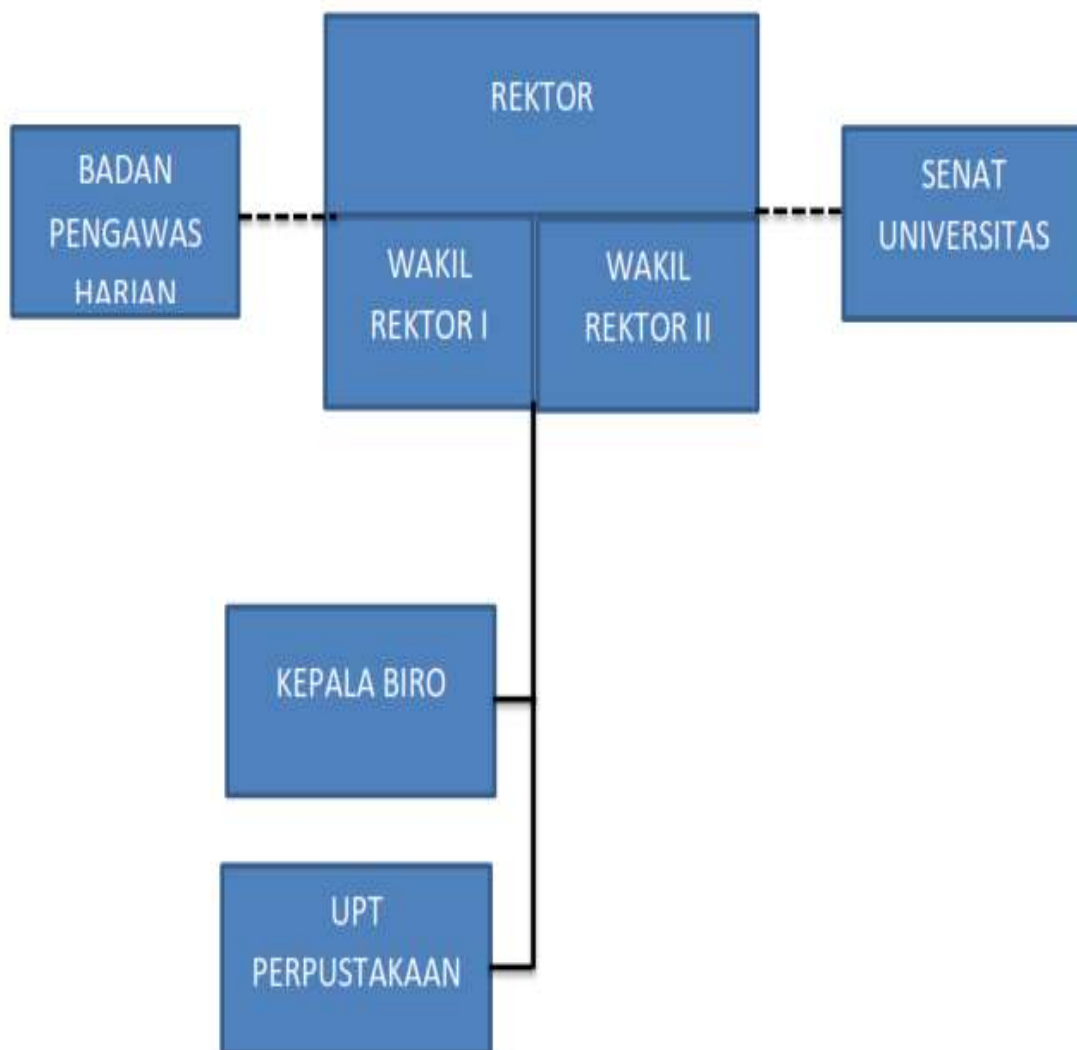 REKTOR
BADAN
PENGAWAS
HARIAN
SENAT
UNIVERSITAS
WAKIL
REKTOR I
WAKIL
REKTOR II
KEPALA BIRO
UPT
PERPUSTAKAAN